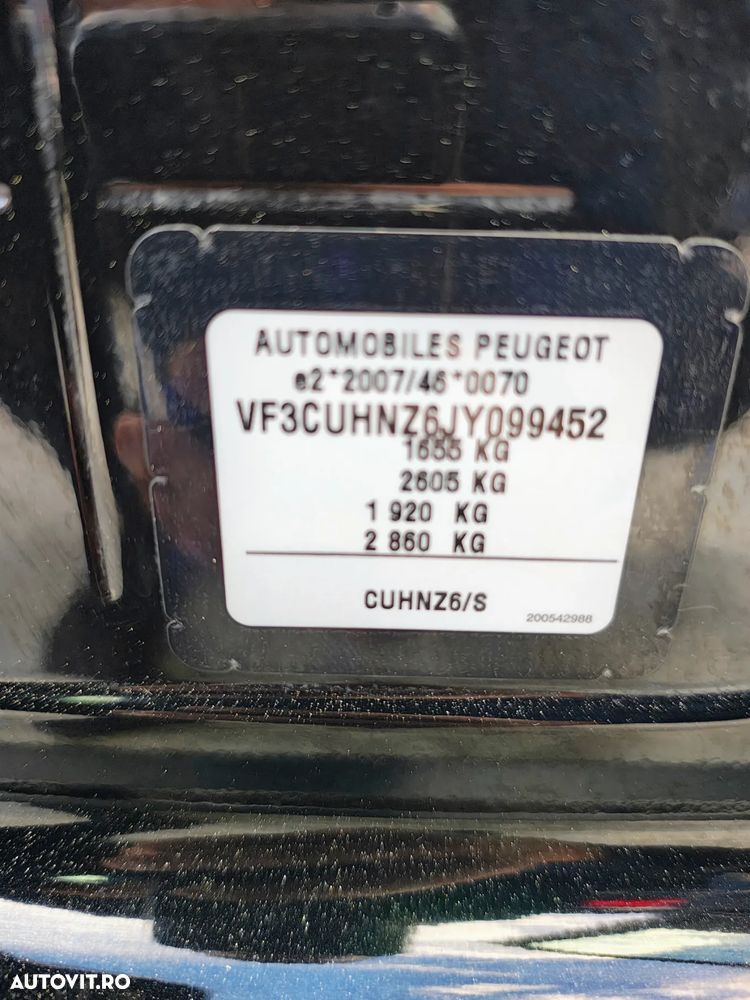 AUTOMOBILES PEUGEOT
e2*2007/46*0070
VF3CUHNZ6JY099452
1655 KG
2605 KG
1 920 KG
2 860 KG
CUHNZ6/S
200542988
AUTOVIT.RO